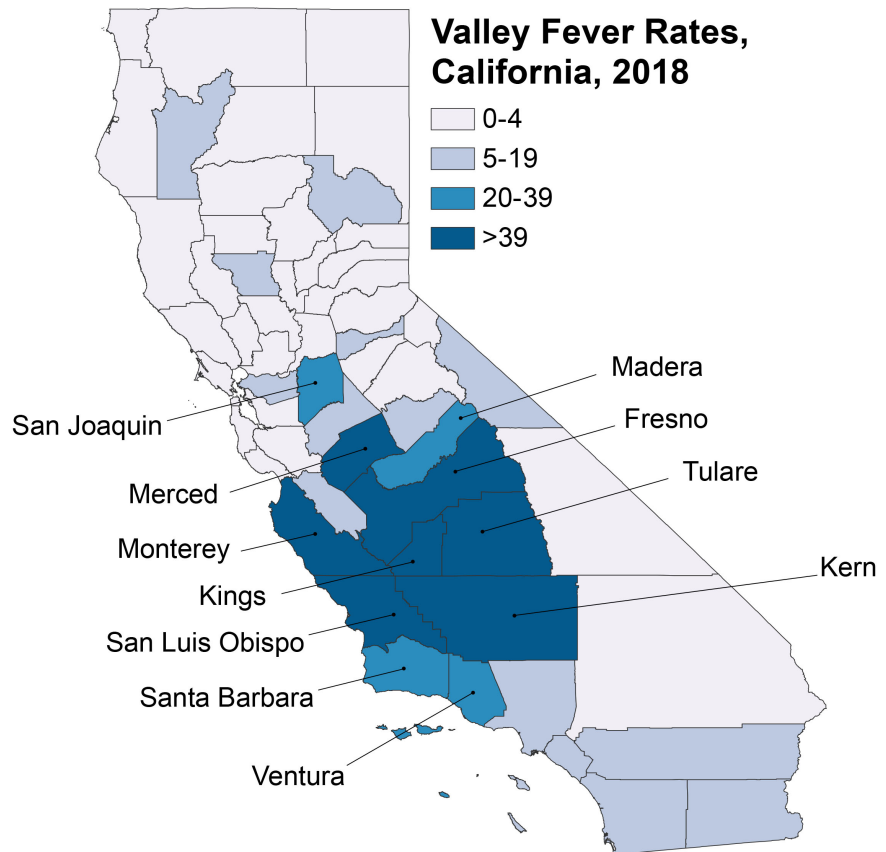 Valley Fever Rates,
California, 2018
0-4
5-19
20-39
>39
Madera
Fresno
San Joaquin
Tulare
Merced
Monterey
Kern
Kings
San Luis Obispo
Santa Barbara
Ventura